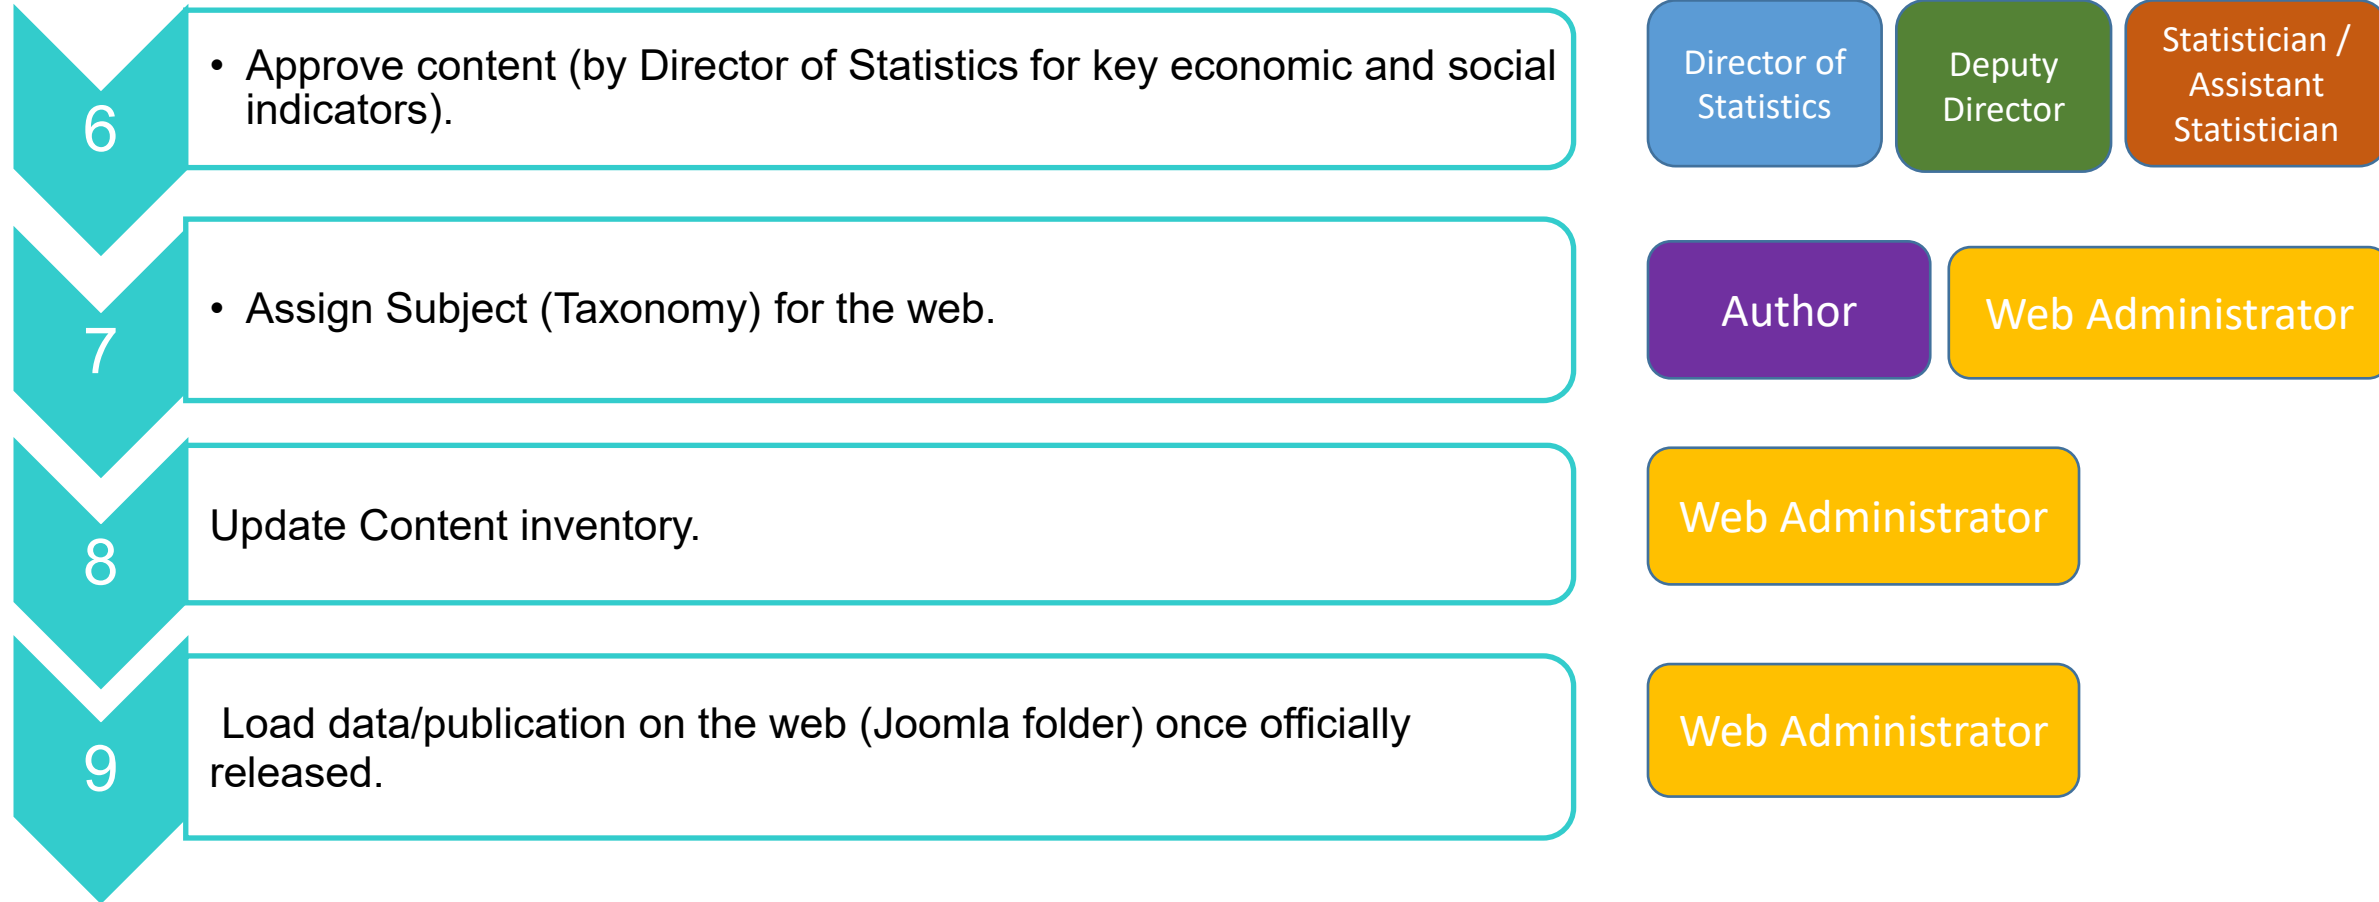 6
• Approve content (by Director of Statistics for key economic and social
indicators).
Director of
Statistics
Deputy
Director
Statistician /
Assistant
Statistician
7
• Assign Subject (Taxonomy) for the web.
Author
Web Administrator
8
Update Content inventory.
Web Administrator
9
Load data/publication on the web (Joomla folder) once officially
released.
Web Administrator